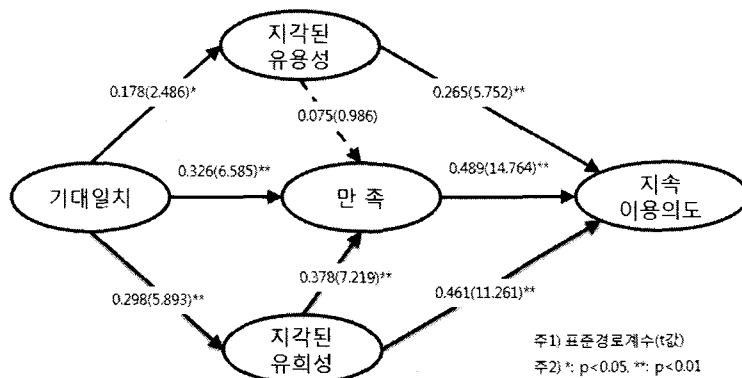 지각된
유용성
0.178(2.486)*
0.265(5.752)**
0.075(0.986)
0.326(6.585)**
0.489(14.764)**
기대일치
만 족
지속
이용의도
0.378(7.219)**
0.298(5.893)**
0.461(11.261)**
지각된
유희성
주1) 표준경로계수(t값)
주2) *: p<0.05, **: p<0.01